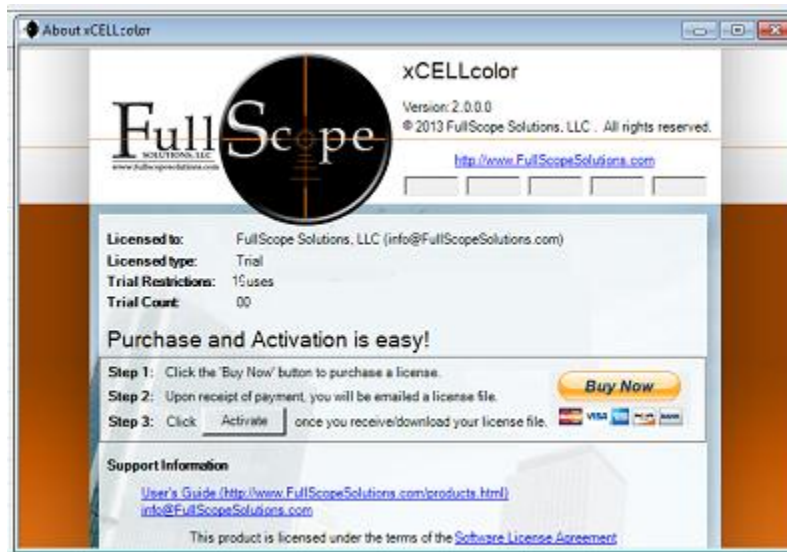 About xCELLcolor
xCELLcolor
Version: 2.0.0.0
© 2013 FullScope Solutions, LLC . All rights reserved.
FullScope
SOLUTIONS, LLC
www.fullscopesolutions.com
http://www.FullScopeSolutions.com
Licensed to: FullScope Solutions, LLC (info@FullScopeSolutions.com)
Licensed type: Trial
Trial Restrictions: uses
Trial Count: 00
Purchase and Activation is easy!
Step 1: Click the 'Buy Now' button to purchase a license.
Step 2: Upon receipt of payment, you will be emailed a license file.
Step 3: Click Activate once you receive/download your license file.
Buy Now
VISA
Support Information
User's Guide (http://www.FullScopeSolutions.com/products.html)
info@FullScopeSolutions.com
This product is licensed under the terms of the Software License Agreement